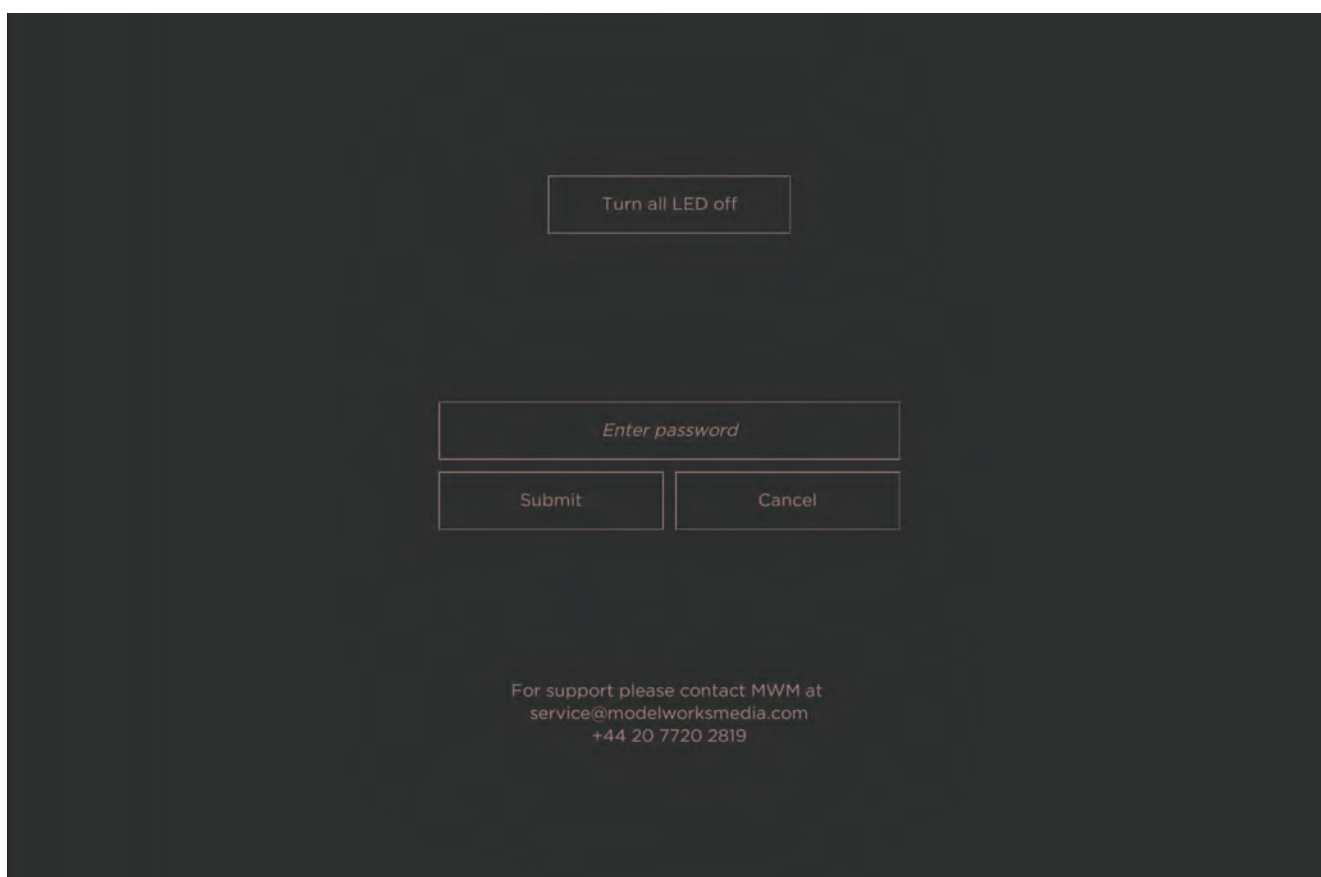 Turn all LED off
Enter password
Submit
Cancel
For support please contact MWM at
service@modelworksmedia.com
+44 20 7720 2819